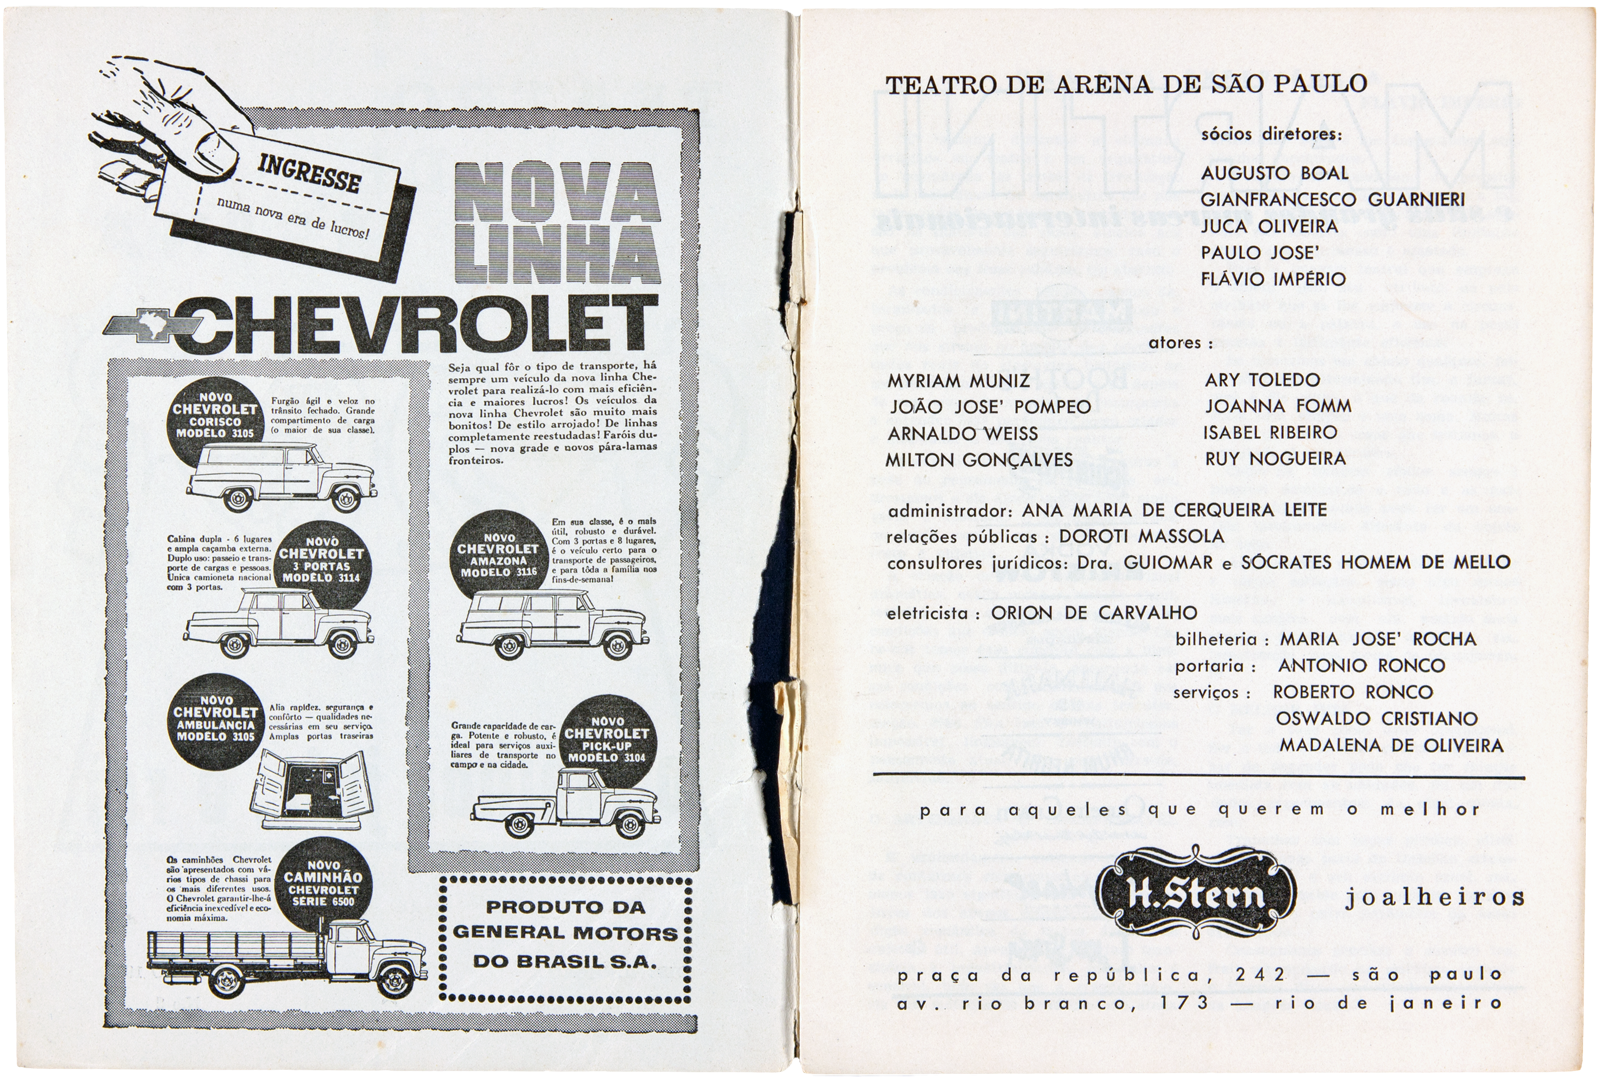 INGRESSE
numa nova era de lucros!
NOVA
LINHA
CHEVROLET
Seja qual fôr o tipo de transporte, há
sempre um veículo da nova linha Che-
vrolet para realizá-lo com mais eficiên-
cia e maiores lucros! Os veículos da
nova linha Chevrolet são muito mais
bonitos! De estilo arrojado! De linhas
completamente reestudadas! Faróis du-
plos — nova grade e novos pára-lamas
fronteiros.
NÔVO
CHEVROLET
CORISCO
MODÊLO 3105
Furgão ágil e veloz no
trânsito fechado. Grande
compartimento de carga
(o maior de sua classe).
Cabina dupla - 6 lugares
e ampla caçamba externa.
Duplo uso: passeio e trans-
porte de cargas e pessoas.
Única camioneta nacional
com 3 portas.
NÔVO
CHEVROLET
3 PORTAS
MODÊLO 3114
NÔVO
CHEVROLET
AMAZONA
MODÊLO 3116
Em sua classe, é o mais
útil, robusto e durável.
Com 3 portas e 8 lugares,
é o veículo certo para o
transporte de passageiros,
e para tôda a família nos
fins-de-semana!
NÔVO
CHEVROLET
AMBULÂNCIA
MODÊLO 3105
Alia rapidez, segurança e
confôrto — qualidades ne-
cessárias em seu serviço.
Amplas portas traseiras
Grande capacidade de car-
ga. Potente e robusto, é
ideal para serviços auxi-
liares de transporte no
campo e na cidade.
NÔVO
CHEVROLET
PICK-UP
MODÊLO 3104
Os caminhões Chevrolet
são apresentados com vá-
rios tipos de chassi para
os mais diferentes usos.
O Chevrolet garantir-lhe-á
eficiência inexcedível e eco-
nomia máxima.
NÔVO
CAMINHÃO
CHEVROLET
SÉRIE 6500
PRODUTO DA
GENERAL MOTORS
DO BRASIL S.A.
TEATRO DE ARENA DE SÃO PAULO
sócios diretores:
AUGUSTO BOAL
GIANFRANCESCO GUARNIERI
JUCA OLIVEIRA
PAULO JOSE'
FLÁVIO IMPÉRIO
atores :
MYRIAM MUNIZ
JOÃO JOSE' POMPEO
ARNALDO WEISS
MILTON GONÇALVES
ARY TOLEDO
JOANNA FOMM
ISABEL RIBEIRO
RUY NOGUEIRA
administrador: ANA MARIA DE CERQUEIRA LEITE
relações públicas : DOROTI MASSOLA
consultores jurídicos: Dra. GUIOMAR e SÓCRATES HOMEM DE MELLO
eletricista : ORION DE CARVALHO
bilheteria : MARIA JOSE' ROCHA
portaria : ANTONIO RONCO
serviços : ROBERTO RONCO
OSWALDO CRISTIANO
MADALENA DE OLIVEIRA
para aqueles que querem o melhor
H.Stern
joalheiros
praça da república, 242 — são paulo
av. rio branco, 173 — rio de janeiro